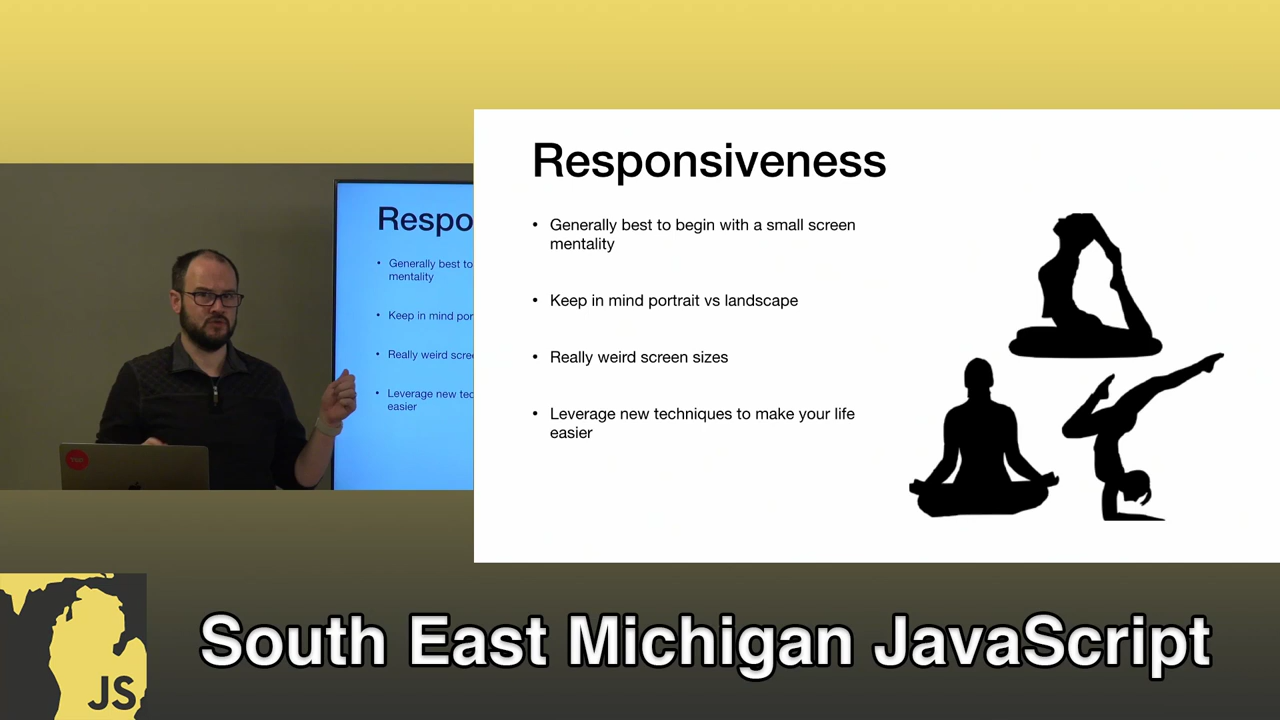 Responsiveness
• Generally best to begin with a small screen
mentality
• Keep in mind portrait vs landscape
• Really weird screen sizes
• Leverage new techniques to make your life
easier
Respo
• Generally best to
mentality
• Keep in mind por
• Really weird scre
• Leverage new tec
easier
JS
South East Michigan JavaScript